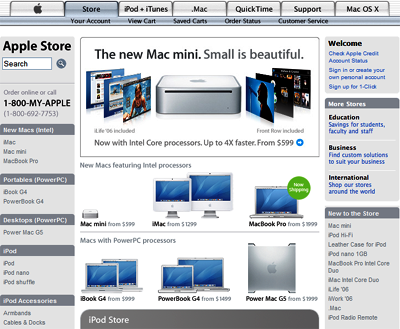 Store
iPod + iTunes
.Mac
QuickTime
Support
Mac OS X
Your Account
View Cart
Saved Carts
Order Status
Customer Service
Apple Store
Search
Order online or call
1-800-MY-APPLE
(1-800-692-7753)
New Macs (Intel)
iMac
Mac mini
MacBook Pro
Portables (PowerPC)
iBook G4
PowerBook G4
Desktops (PowerPC)
Power Mac G5
iPod
iPod
iPod nano
iPod shuffle
iPod Accessories
Armbands
Cables & Docks
The new Mac mini. Small is beautiful.
iLife '06 included
Front Row included
Now with Intel Core processors. Up to 4X faster. From $599
New Macs featuring Intel processors
Now
Shipping
Mac mini from $599
iMac from $1299
MacBook Pro from $1999
Macs with PowerPC processors
iBook G4 from $999
PowerBook G4 from $1499
Power Mac G5 from $1999
iPod Store
Welcome
Check Apple Credit
Account Status
Sign in or create your
own personal account
Sign up for 1-Click
More Stores
Education
Savings for students,
faculty and staff
Business
Find custom solutions
to suit your business
International
Shop our stores
around the world
New to the Store
Mac mini
iPod Hi-Fi
Leather Case for iPod
iPod nano 1GB
MacBook Pro Intel Core
Duo
iMac Intel Core Duo
iLife '06
iWork '06
.Mac
iPod Radio Remote